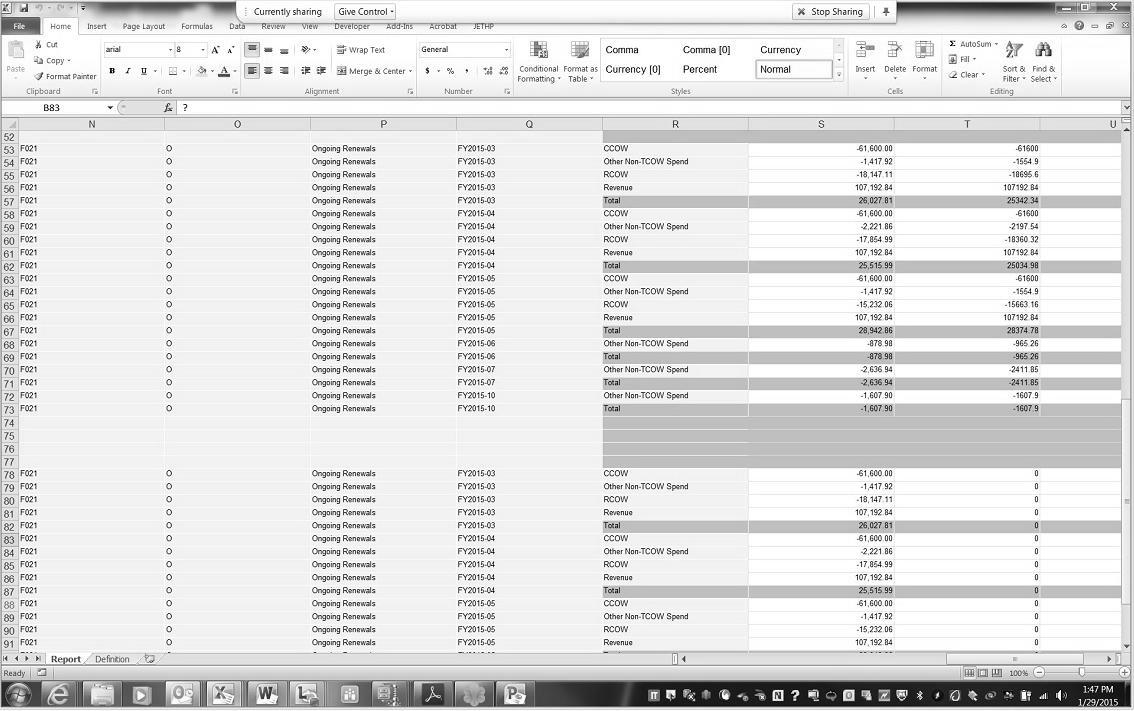 Currently sharing Give Control Stop Sharing
File Home Insert Page Layout Formulas Data Review View Developer Add-Ins Acrobat JETHP
Paste Cut Copy Format Painter
arial 8 Wrap Text General
B I U Merge & Center $ % ,
Conditional Formatting Format as Table
Comma Comma [0] Currency
Currency [0] Percent Normal
Insert Delete Format
AutoSum Fill Clear Sort & Filter Find & Select
Clipboard Font Alignment Number Styles Cells Editing
B83 fx ?
N O P Q R S T U
52
53 F021 O Ongoing Renewals FY2015-03 CCOW -61,600.00 -61600
54 F021 O Ongoing Renewals FY2015-03 Other Non-TCOW Spend -1,417.92 -1554.9
55 F021 O Ongoing Renewals FY2015-03 RCOW -18,147.11 -18695.6
56 F021 O Ongoing Renewals FY2015-03 Revenue 107,192.84 107192.84
57 F021 O Ongoing Renewals FY2015-03 Total 26,027.81 25342.34
58 F021 O Ongoing Renewals FY2015-04 CCOW -61,600.00 -61600
59 F021 O Ongoing Renewals FY2015-04 Other Non-TCOW Spend -2,221.86 -2197.54
60 F021 O Ongoing Renewals FY2015-04 RCOW -17,854.99 -18360.32
61 F021 O Ongoing Renewals FY2015-04 Revenue 107,192.84 107192.84
62 F021 O Ongoing Renewals FY2015-04 Total 25,515.99 25034.98
63 F021 O Ongoing Renewals FY2015-05 CCOW -61,600.00 -61600
64 F021 O Ongoing Renewals FY2015-05 Other Non-TCOW Spend -1,417.92 -1554.9
65 F021 O Ongoing Renewals FY2015-05 RCOW -15,232.06 -15663.16
66 F021 O Ongoing Renewals FY2015-05 Revenue 107,192.84 107192.84
67 F021 O Ongoing Renewals FY2015-05 Total 28,942.86 28374.78
68 F021 O Ongoing Renewals FY2015-06 Other Non-TCOW Spend -878.98 -965.26
69 F021 O Ongoing Renewals FY2015-06 Total -878.98 -965.26
70 F021 O Ongoing Renewals FY2015-07 Other Non-TCOW Spend -2,636.94 -2411.85
71 F021 O Ongoing Renewals FY2015-07 Total -2,636.94 -2411.85
72 F021 O Ongoing Renewals FY2015-10 Other Non-TCOW Spend -1,607.90 -1607.9
73 F021 O Ongoing Renewals FY2015-10 Total -1,607.90 -1607.9
74
75
76
77
78 F021 O Ongoing Renewals FY2015-03 CCOW -61,600.00 0
79 F021 O Ongoing Renewals FY2015-03 Other Non-TCOW Spend -1,417.92 0
80 F021 O Ongoing Renewals FY2015-03 RCOW -18,147.11 0
81 F021 O Ongoing Renewals FY2015-03 Revenue 107,192.84 0
82 F021 O Ongoing Renewals FY2015-03 Total 26,027.81 0
83 F021 O Ongoing Renewals FY2015-04 CCOW -61,600.00 0
84 F021 O Ongoing Renewals FY2015-04 Other Non-TCOW Spend -2,221.86 0
85 F021 O Ongoing Renewals FY2015-04 RCOW -17,854.99 0
86 F021 O Ongoing Renewals FY2015-04 Revenue 107,192.84 0
87 F021 O Ongoing Renewals FY2015-04 Total 25,515.99 0
88 F021 O Ongoing Renewals FY2015-05 CCOW -61,600.00 0
89 F021 O Ongoing Renewals FY2015-05 Other Non-TCOW Spend -1,417.92 0
90 F021 O Ongoing Renewals FY2015-05 RCOW -15,232.06 0
91 F021 O Ongoing Renewals FY2015-05 Revenue 107,192.84 0
Report Definition
Ready 100%
1:47 PM
1/29/2015